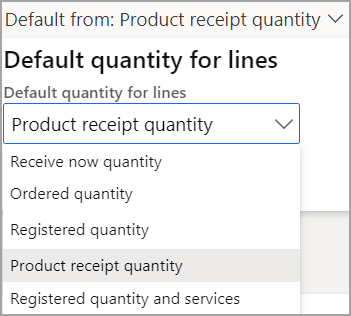 Default from: Product receipt quantity
Default quantity for lines
Default quantity for lines
Product receipt quantity
Receive now quantity
Ordered quantity
Registered quantity
Product receipt quantity
Registered quantity and services